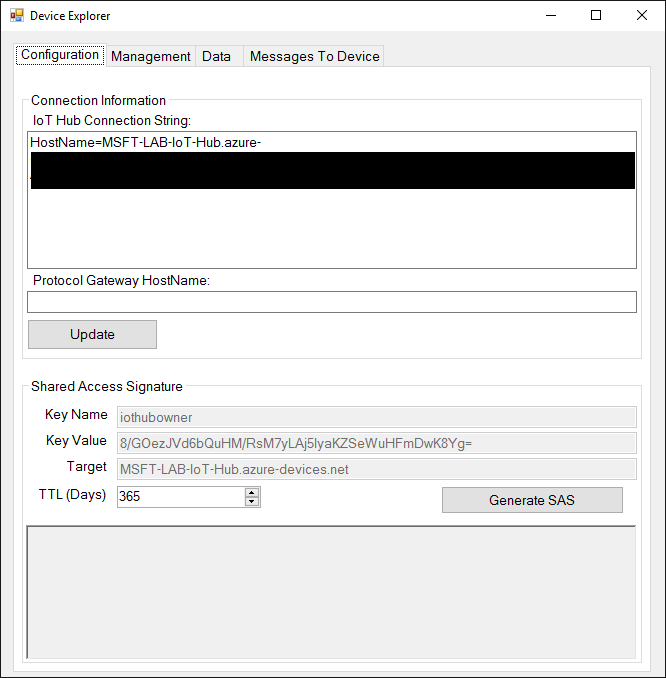 Device Explorer
Configuration Management Data Messages To Device
Connection Information
IoT Hub Connection String:
HostName=MSFT-LAB-IoT-Hub.azure-
Protocol Gateway HostName:
Update
Shared Access Signature
Key Name iothubowner
Key Value 8/GOezJVd6bQuHM/RsM7yLAj5IyaKZSeWuHFmDwK8Yg=
Target MSFT-LAB-IoT-Hub.azure-devices.net
TTL (Days) 365 Generate SAS